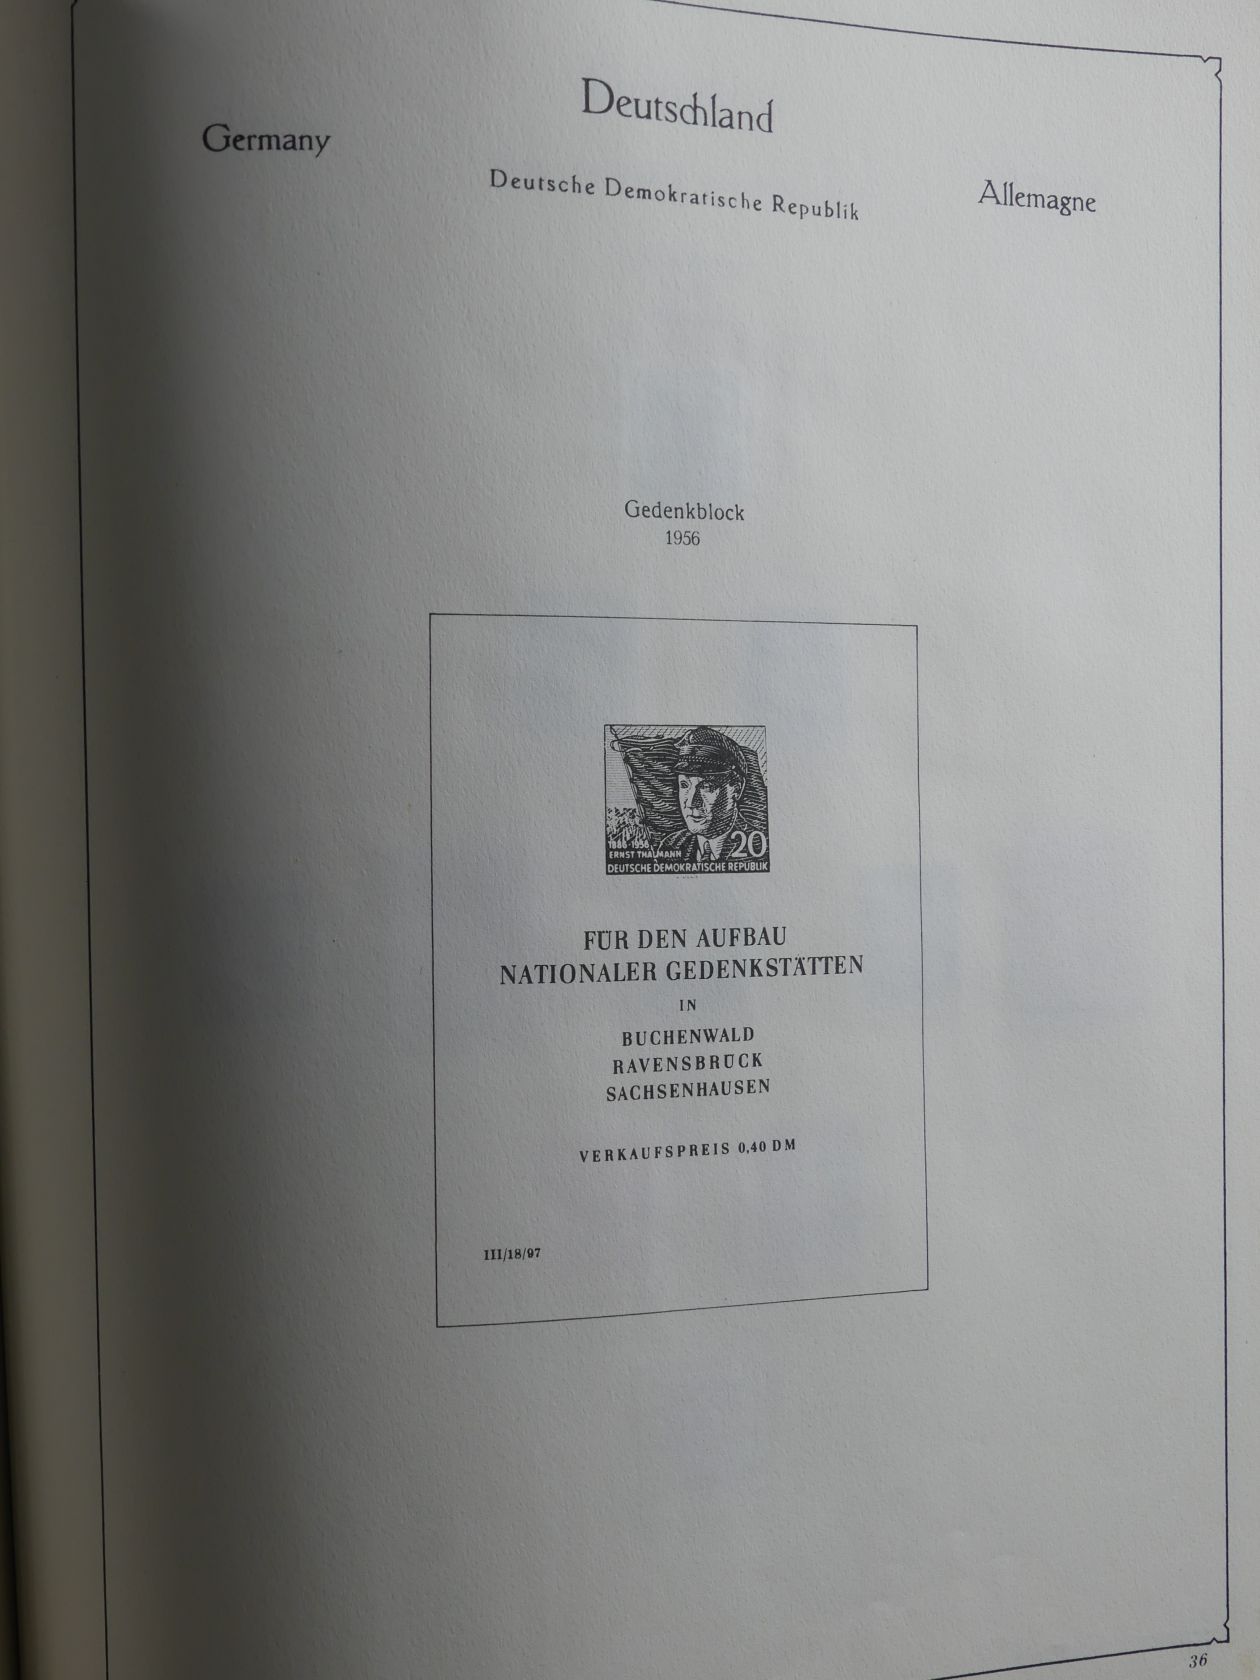 Deutschland
Germany
Deutsche Demokratische Republik
Allemagne
Gedenkblock
1956
1886-1956
ERNST THÄLMANN
20
DEUTSCHE DEMOKRATISCHE REPUBLIK
FÜR DEN AUFBAU
NATIONALER GEDENKSTÄTTEN
IN
BUCHENWALD
RAVENSBRÜCK
SACHSENHAUSEN
VERKAUFSPREIS 0,40 DM
III/18/97
36